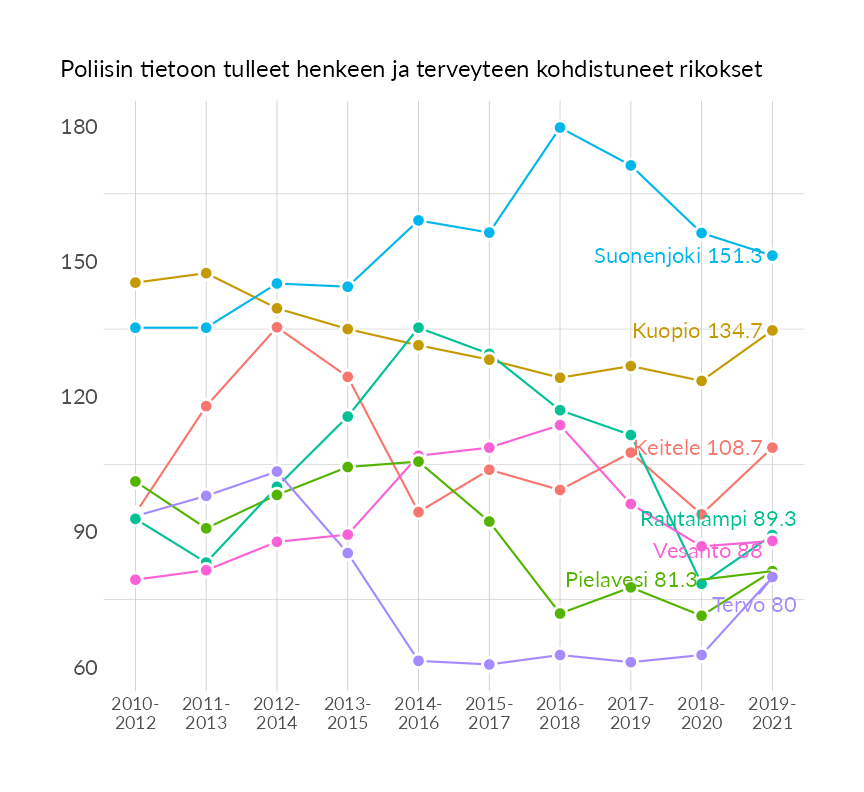 Poliisin tietoon tulleet henkeen ja terveyteen kohdistuneet rikokset
180
150
120
90
60
Suonenjoki 151.3
Kuopio 134.7
Keitele 108.7
Rautalampi 89.3
Vesanto 88
Pielavesi 81.3
Tervo 80
2010- 2011- 2012- 2013- 2014- 2015- 2016- 2017- 2018- 2019-
2012 2013 2014 2015 2016 2017 2018 2019 2020 2021